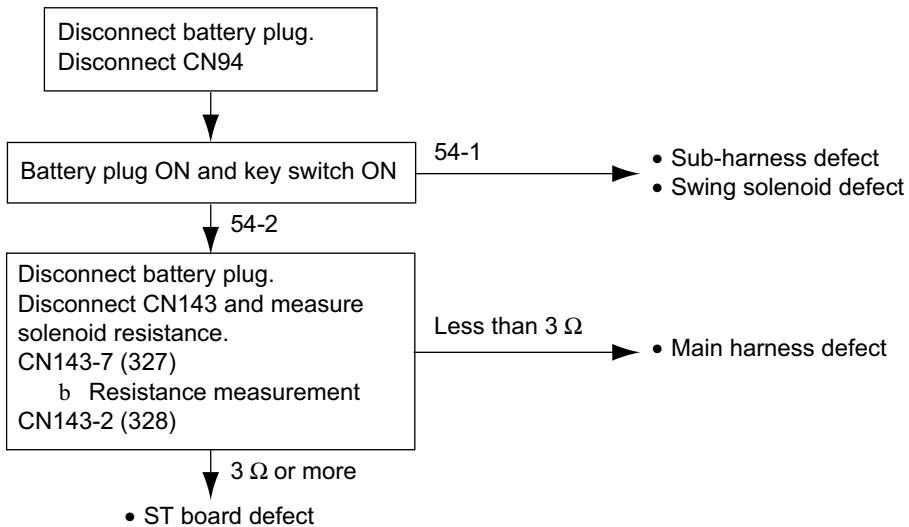 Disconnect battery plug.
Disconnect CN94
Battery plug ON and key switch ON
54-1
• Sub-harness defect
• Swing solenoid defect
54-2
Disconnect battery plug.
Disconnect CN143 and measure
solenoid resistance.
CN143-7 (327)
b Resistance measurement
CN143-2 (328)
Less than 3 Ω
• Main harness defect
3 Ω or more
• ST board defect